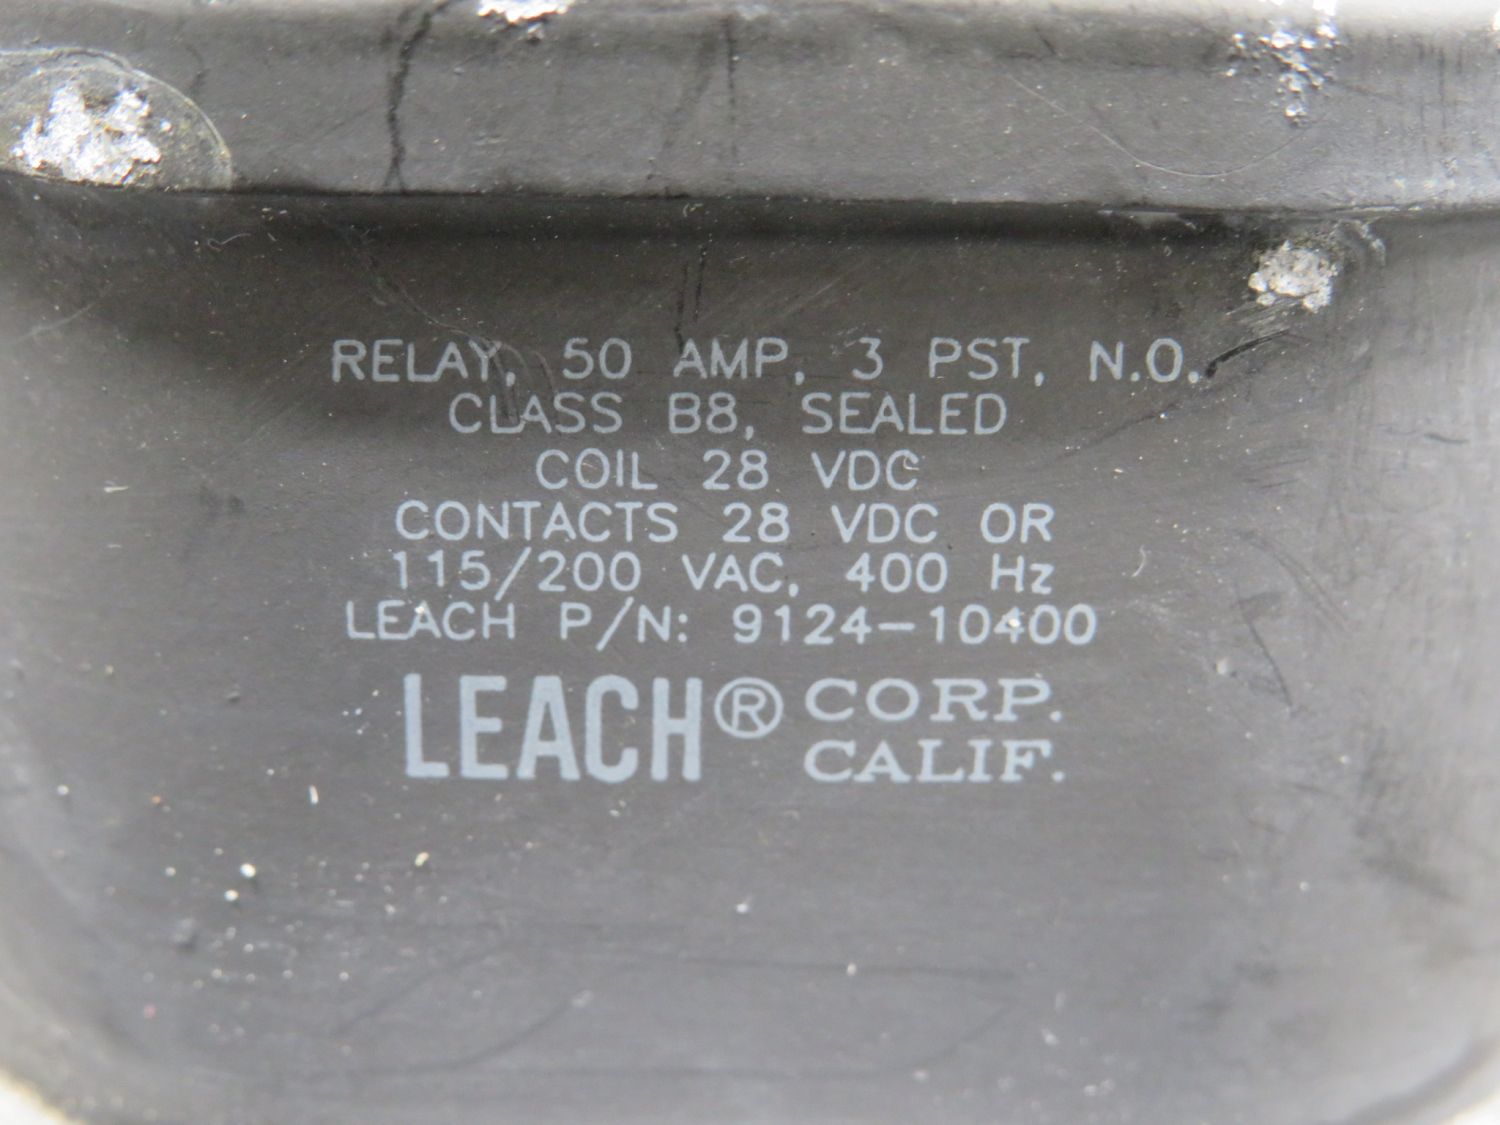 RELAY, 50 AMP, 3 PST, N.O.
CLASS B8, SEALED
COIL 28 VDC
CONTACTS 28 VDC OR
115/200 VAC, 400 Hz
LEACH P/N: 9124-10400
LEACH® CORP.
CALIF.